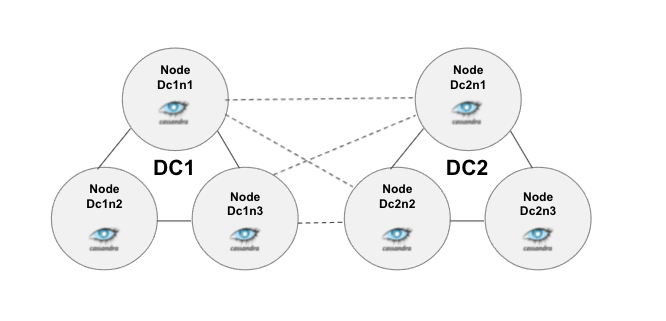 Node
Dc1n1
cassandra
Node
Dc2n1
cassandra
DC1
DC2
Node
Dc1n2
cassandra
Node
Dc1n3
cassandra
Node
Dc2n2
cassandra
Node
Dc2n3
cassandra